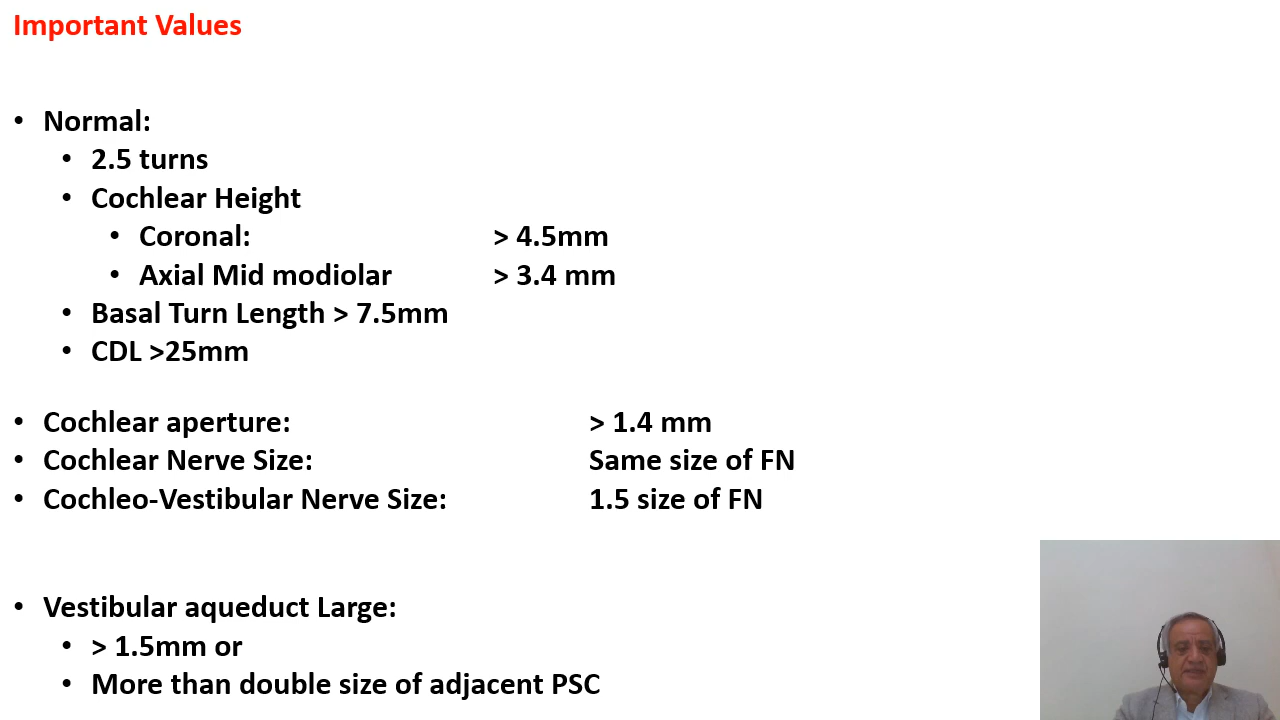 Important Values
• Normal:
• 2.5 turns
• Cochlear Height
• Coronal: > 4.5mm
• Axial Mid modiolar > 3.4 mm
• Basal Turn Length > 7.5mm
• CDL >25mm
• Cochlear aperture: > 1.4 mm
• Cochlear Nerve Size: Same size of FN
• Cochleo-Vestibular Nerve Size: 1.5 size of FN
• Vestibular aqueduct Large:
• > 1.5mm or
• More than double size of adjacent PSC